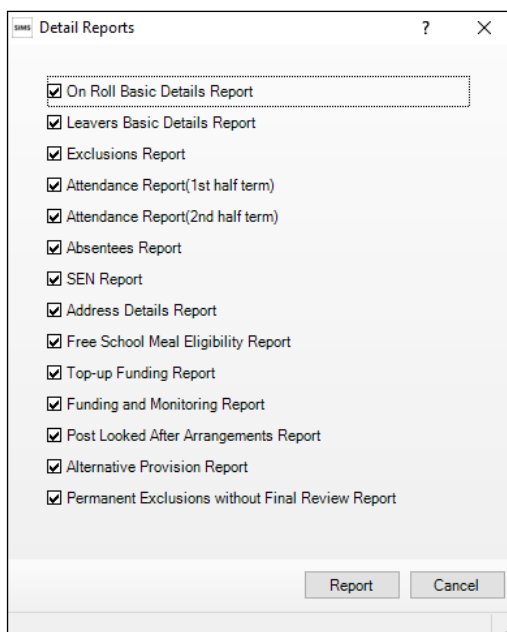 SIMS Detail Reports ?
On Roll Basic Details Report
Leavers Basic Details Report
Exclusions Report
Attendance Report(1st half term)
Attendance Report(2nd half term)
Absentees Report
SEN Report
Address Details Report
Free School Meal Eligibility Report
Top-up Funding Report
Funding and Monitoring Report
Post Looked After Arrangements Report
Alternative Provision Report
Permanent Exclusions without Final Review Report
Report Cancel